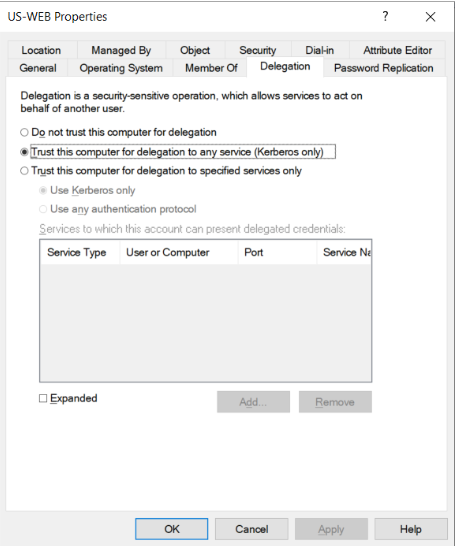 US-WEB Properties
? ×
Location Managed By Object Security Dial-in Attribute Editor
General Operating System Member Of Delegation Password Replication
Delegation is a security-sensitive operation, which allows services to act on
behalf of another user.
Do not trust this computer for delegation
Trust this computer for delegation to any service (Kerberos only)
Trust this computer for delegation to specified services only
Use Kerberos only
Use any authentication protocol
Services to which this account can present delegated credentials:
Service Type User or Computer Port Service Na
Expanded
Add... Remove
OK Cancel Apply Help